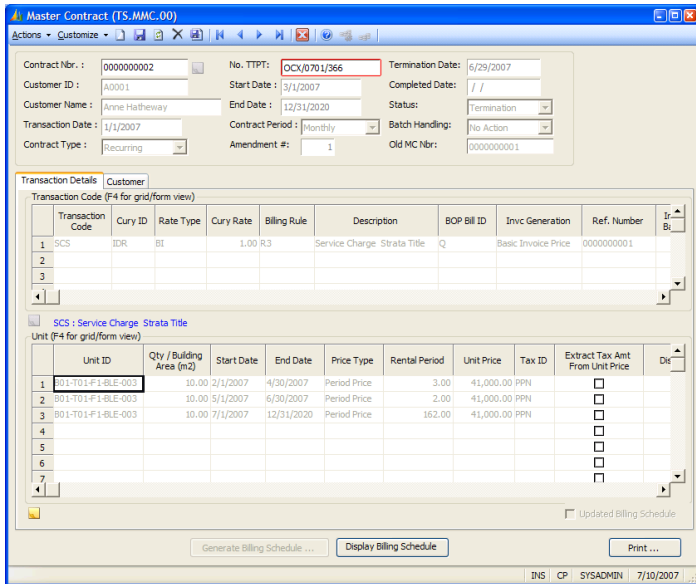 Master Contract (TS.MMC.00)
Actions Customize
Contract Nbr. : 0000000002 No. TTPT: OCX/0701/366 Termination Date: 6/29/2007
Customer ID : A0001 Start Date : 3/1/2007 Completed Date: / /
Customer Name : Anne Hatheway End Date : 12/31/2020 Status: Termination
Transaction Date : 1/1/2007 Contract Period : Monthly Batch Handling: No Action
Contract Type : Recurring Amendment #: 1 Old MC Nbr: 0000000001
Transaction Details Customer
Transaction Code (F4 for grid/form view)
Transaction Code Cury ID Rate Type Cury Rate Billing Rule Description BOP Bill ID Invc Generation Ref. Number
1 SCS IDR BI 1.00 R3 Service Charge Strata Title Q Basic Invoice Price 0000000001
2
3
SCS : Service Charge Strata Title
Unit (F4 for grid/form view)
Unit ID Qty / Building Area (m2) Start Date End Date Price Type Rental Period Unit Price Tax ID Extract Tax Amt From Unit Price Dis
1 B01-T01-F1-BLE-003 10.00 2/1/2007 4/30/2007 Period Price 3.00 41,000.00 PPN
2 B01-T01-F1-BLE-003 10.00 5/1/2007 6/30/2007 Period Price 2.00 41,000.00 PPN
3 B01-T01-F1-BLE-003 10.00 7/1/2007 12/31/2020 Period Price 162.00 41,000.00 PPN
4
5
6
7
Updated Billing Schedule
Generate Billing Schedule ... Display Billing Schedule Print ...
INS CP SYSADMIN 7/10/2007